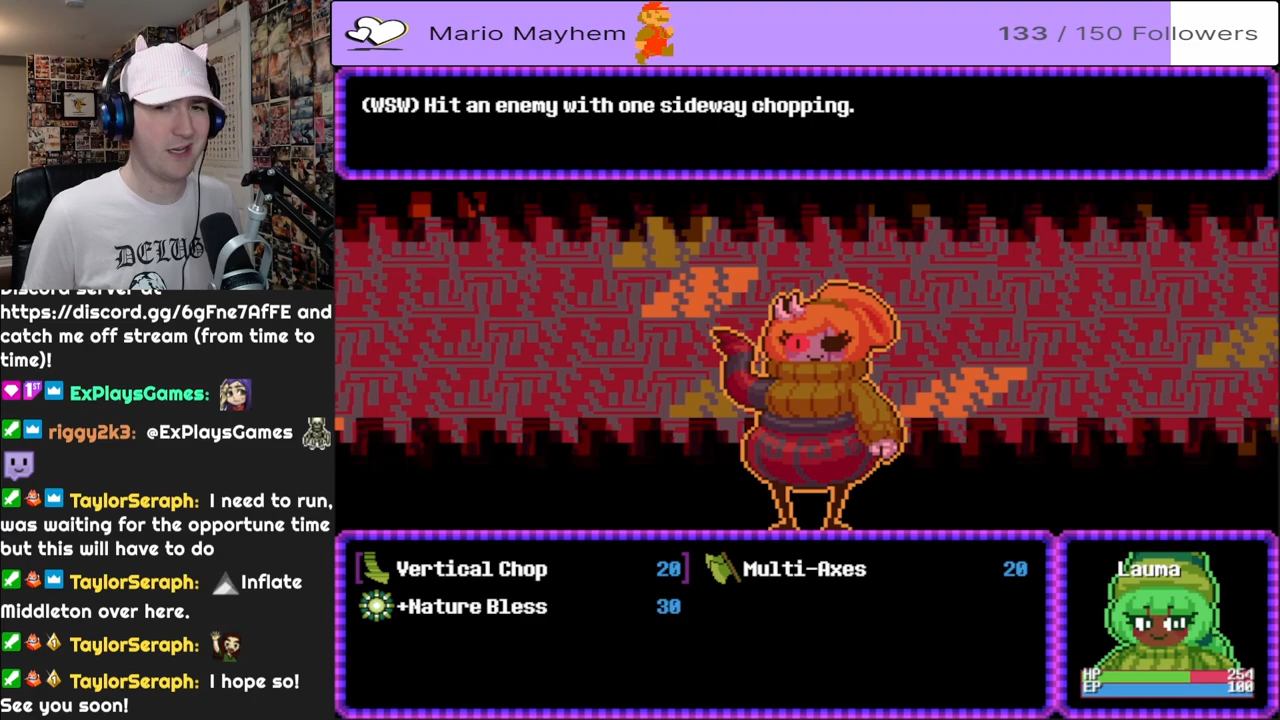 Mario Mayhem
133 / 150 Followers
(WSW) Hit an enemy with one sideway chopping.
DELUG
https://discord.gg/6gFne7AfFE and
catch me off stream (from time to
time)!
1ST ExPlaysGames:
riggy2k3: @ExPlaysGames
TaylorSeraph: I need to run,
was waiting for the opportune time
but this will have to do
TaylorSeraph: Inflate
Middleton over here.
TaylorSeraph:
TaylorSeraph: I hope so!
See you soon!
[Vertical Chop 20] Multi-Axes 20
+Nature Bless 30
Lauma
HP 254
EP 100